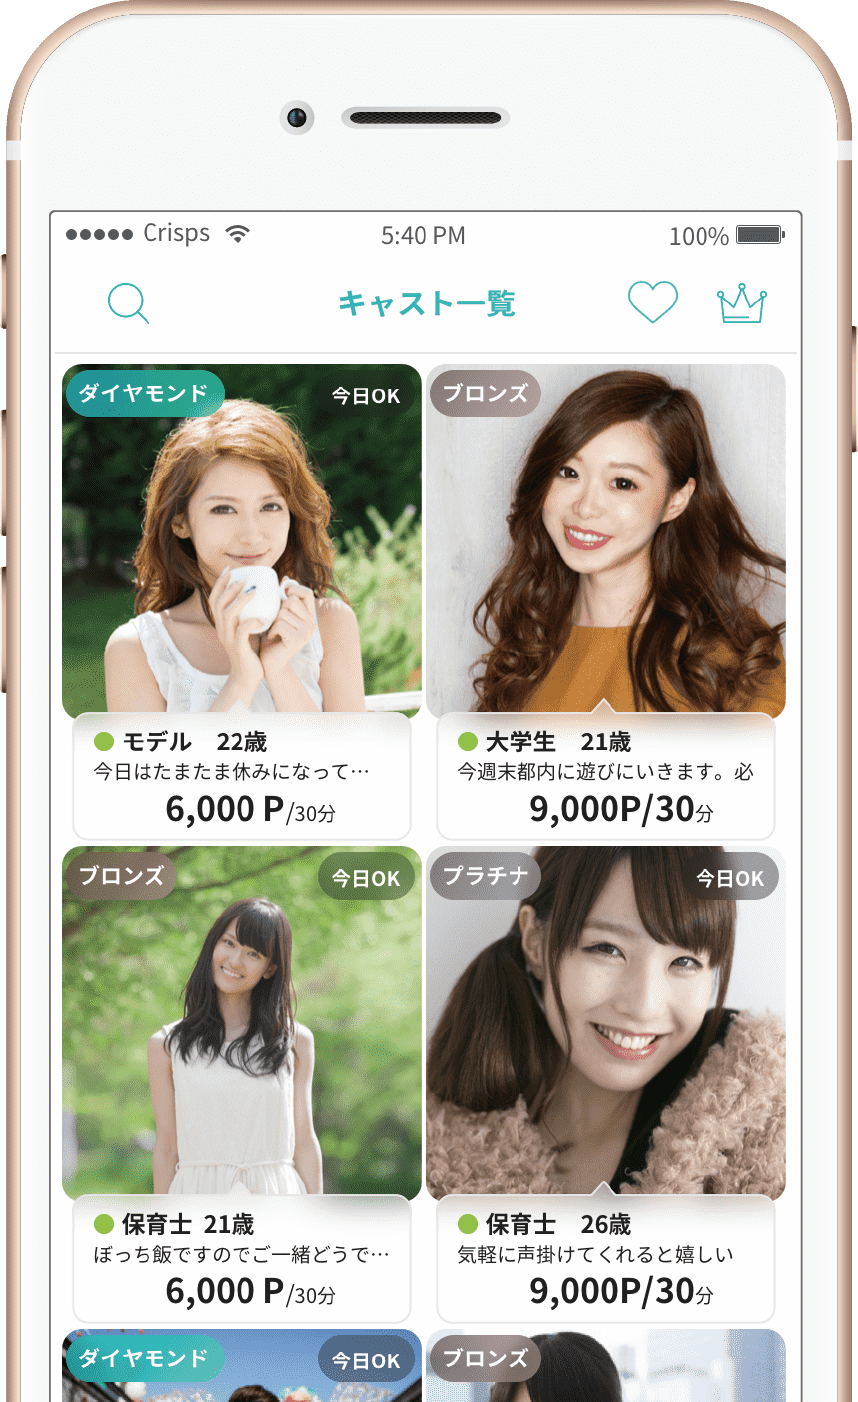 Crisps 5:40 PM 100%
キャスト一覧
ダイヤモンド 今日OK
ブロンズ
モデル 22歳
今日はたまたま休みになって…
6,000 P/30分
大学生 21歳
今週末都内に遊びにいきます。必
9,000P/30分
ブロンズ 今日OK
プラチナ 今日OK
保育士 21歳
ぼっち飯ですのでご一緒どうで…
6,000 P/30分
保育士 26歳
気軽に声掛けてくれると嬉しい
9,000P/30分
ダイヤモンド 今日OK
ブロンズ